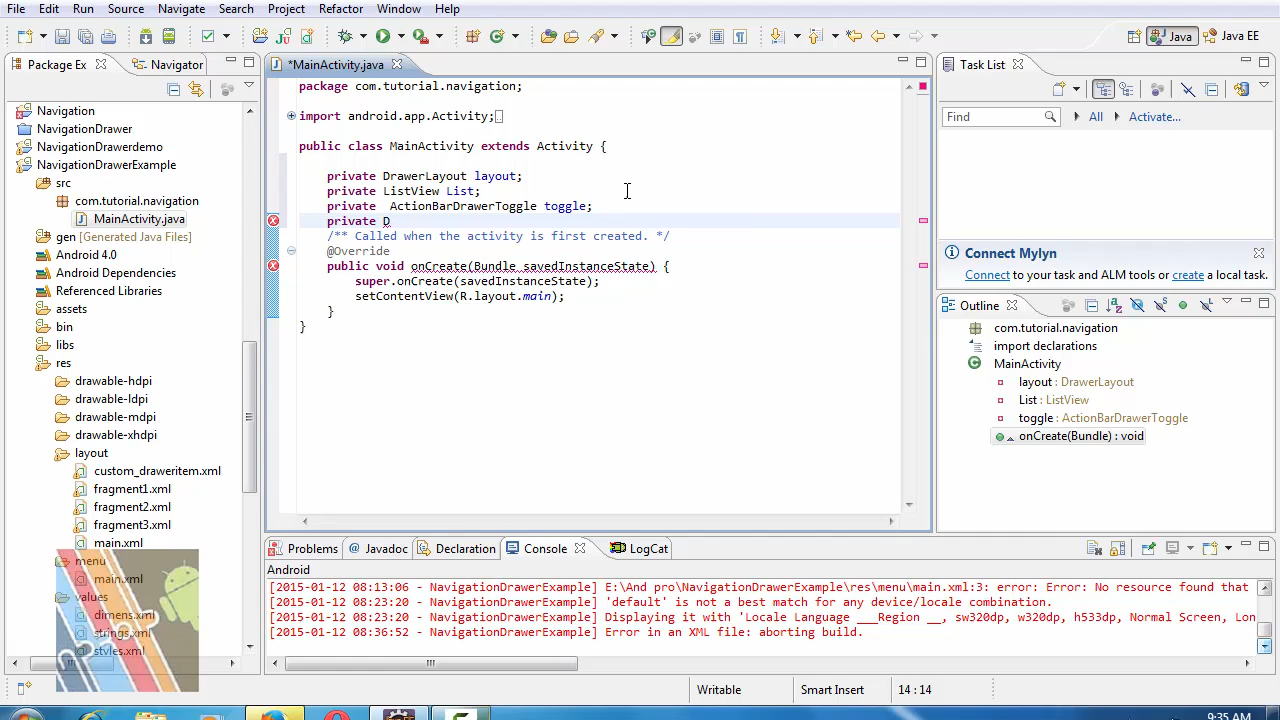 File Edit Run Source Navigate Search Project Refactor Window Help
Java Java EE
Package Ex Navigator
Navigation
NavigationDrawer
NavigationDrawerdemo
NavigationDrawerExample
src
com.tutorial.navigation
MainActivity.java
gen [Generated Java Files]
Android 4.0
Android Dependencies
Referenced Libraries
assets
bin
libs
res
drawable-hdpi
drawable-ldpi
drawable-mdpi
drawable-xhdpi
layout
custom_draweritem.xml
fragment1.xml
fragment2.xml
fragment3.xml
main.xml
menu
main.xml
values
dimens.xml
strings.xml
styles.xml
*MainActivity.java
package com.tutorial.navigation;
import android.app.Activity;
public class MainActivity extends Activity {
private DrawerLayout layout;
private ListView List;
private  ActionBarDrawerToggle toggle;
private D
/** Called when the activity is first created. */
@Override
public void onCreate(Bundle savedInstanceState) {
super.onCreate(savedInstanceState);
setContentView(R.layout.main);
}
}
Task List
Find All Activate...
Connect Mylyn
Connect to your task and ALM tools or create a local task.
Outline
com.tutorial.navigation
import declarations
MainActivity
layout : DrawerLayout
List : ListView
toggle : ActionBarDrawerToggle
onCreate(Bundle) : void
Problems Javadoc Declaration Console LogCat
Android
[2015-01-12 08:13:06 - NavigationDrawerExample] E:\And pro\NavigationDrawerExample\res\menu\main.xml:3: error: Error: No resource found that
[2015-01-12 08:23:20 - NavigationDrawerExample] 'default' is not a best match for any device/locale combination.
[2015-01-12 08:23:20 - NavigationDrawerExample] Displaying it with 'Locale Language ___Region __, sw320dp, w320dp, h533dp, Normal Screen, Lon
[2015-01-12 08:36:52 - NavigationDrawerExample] Error in an XML file: aborting build.
Writable Smart Insert 14 : 14
9:35 AM